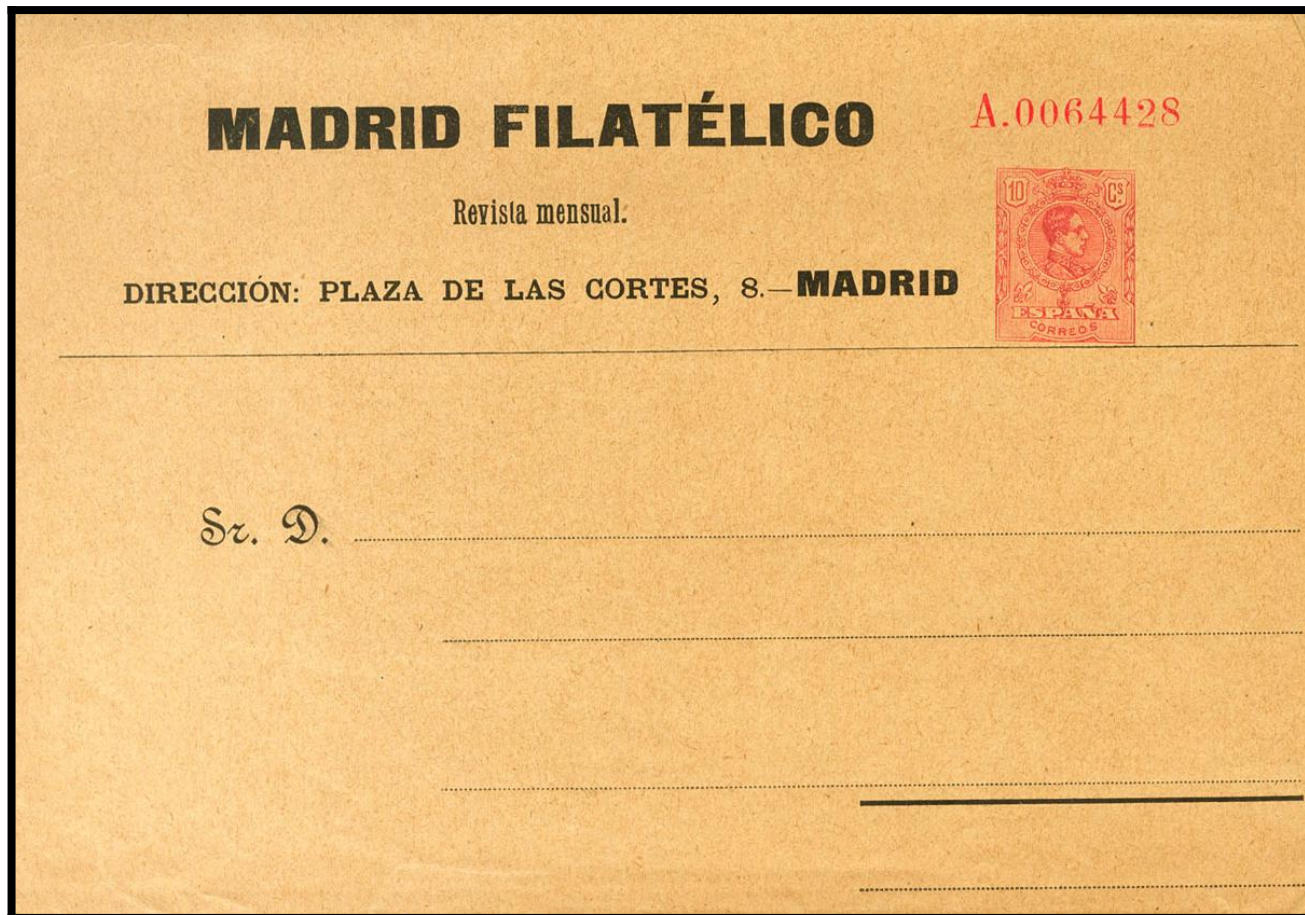 MADRID FILATÉLICO
A.0064428
Revista mensual.
DIRECCIÓN: PLAZA DE LAS CORTES, 8.—MADRID
10 Cs.
ESPAÑA
CORREOS
Sr. D.